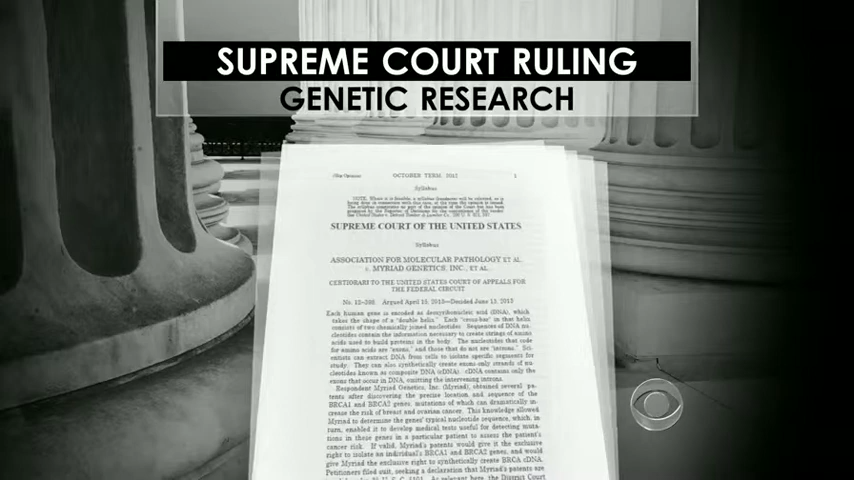 SUPREME COURT RULING
GENETIC RESEARCH
OCTOBER TERM, 2012 1
Syllabus
SUPREME COURT OF THE UNITED STATES
Syllabus
ASSOCIATION FOR MOLECULAR PATHOLOGY ET AL.
v. MYRIAD GENETICS, INC., ET AL.
CERTIORARI TO THE UNITED STATES COURT OF APPEALS FOR
THE FEDERAL CIRCUIT
No. 12–398. Argued April 15, 2013—Decided June 13, 2013
Each human gene is encoded as deoxyribonucleic acid (DNA), which
takes the shape of a "double helix." Each "cross-bar" in that helix
consists of two chemically joined nucleotides. Sequences of DNA nu-
cleotides contain the information necessary to create strings of amino
acids used to build proteins in the body. The nucleotides that code
for amino acids are "exons," and those that do not are "introns." Sci-
entists can extract DNA from cells to isolate specific segments for
study. They can also synthetically create exons-only strands of nu-
cleotides known as composite DNA (cDNA). cDNA contains only the
exons that occur in DNA, omitting the intervening introns.
Respondent Myriad Genetics, Inc. (Myriad), obtained several pa-
tents after discovering the precise location and sequence of the
BRCA1 and BRCA2 genes, mutations of which can dramatically in-
crease the risk of breast and ovarian cancer. This knowledge allowed
Myriad to determine the genes' typical nucleotide sequence, which, in
turn, enabled it to develop medical tests useful for detecting muta-
tions in these genes in a particular patient to assess the patient's
cancer risk. If valid, Myriad's patents would give it the exclusive
right to isolate an individual's BRCA1 and BRCA2 genes, and would
give Myriad the exclusive right to synthetically create BRCA cDNA.
Petitioners filed suit, seeking a declaration that Myriad's patents are
the District Court